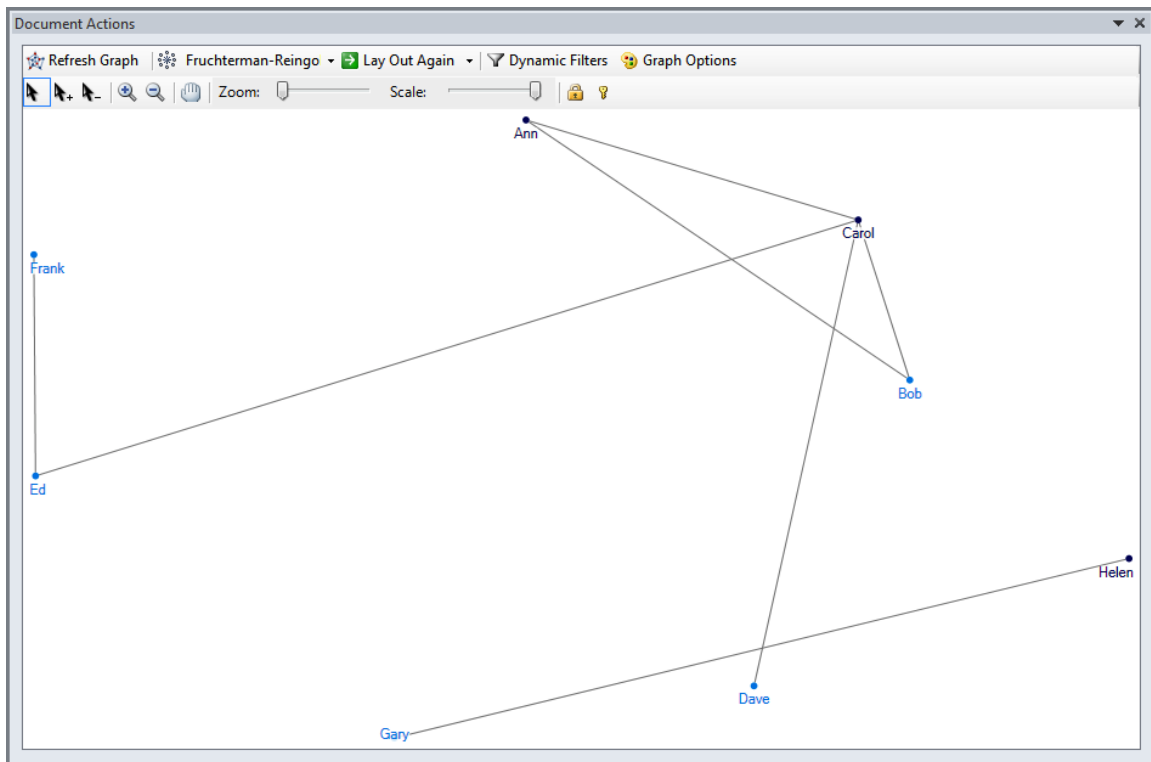 Document Actions
Refresh Graph Fruchterman-Reingo Lay Out Again Dynamic Filters Graph Options
Zoom: Scale:
Ann
Carol
Frank
Bob
Ed
Helen
Dave
Gary